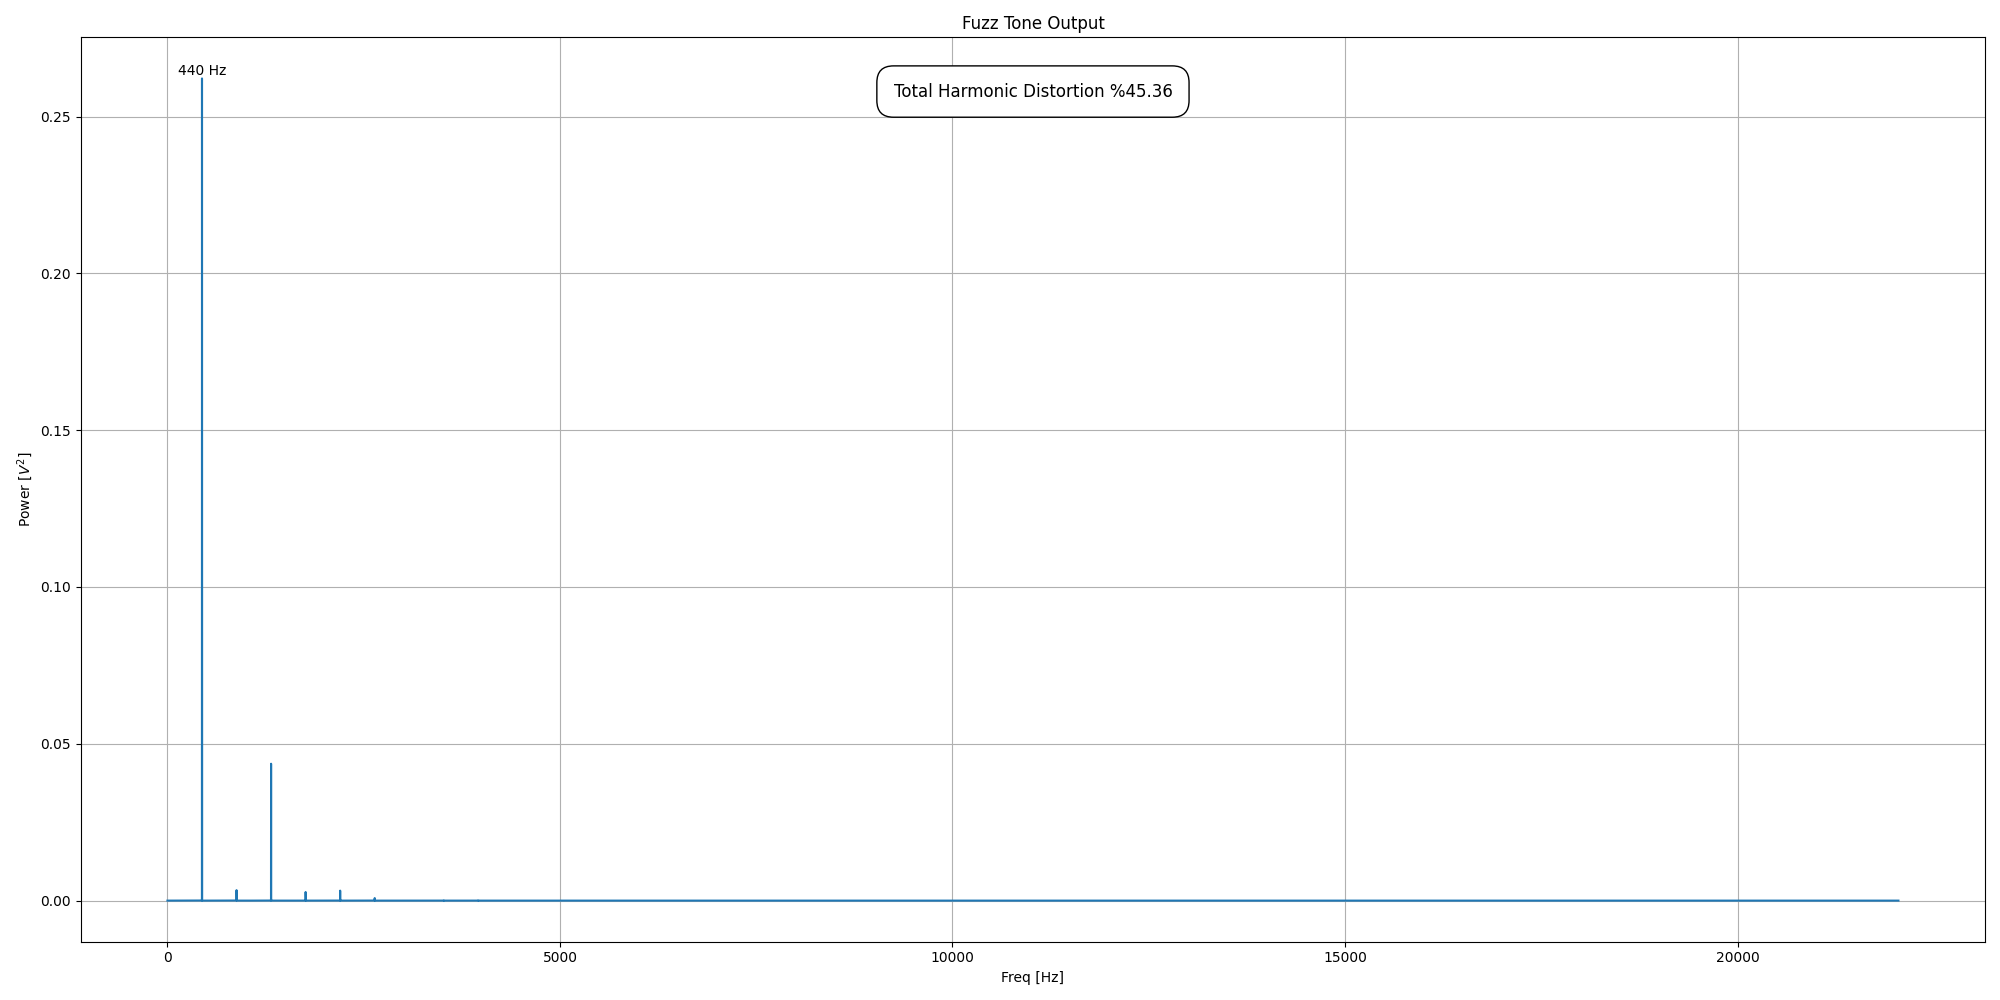 Fuzz Tone Output
440 Hz
Total Harmonic Distortion %45.36
0.25
0.20
0.15
0.10
0.05
0.00
Power [V²]
0 5000 10000 15000 20000
Freq [Hz]